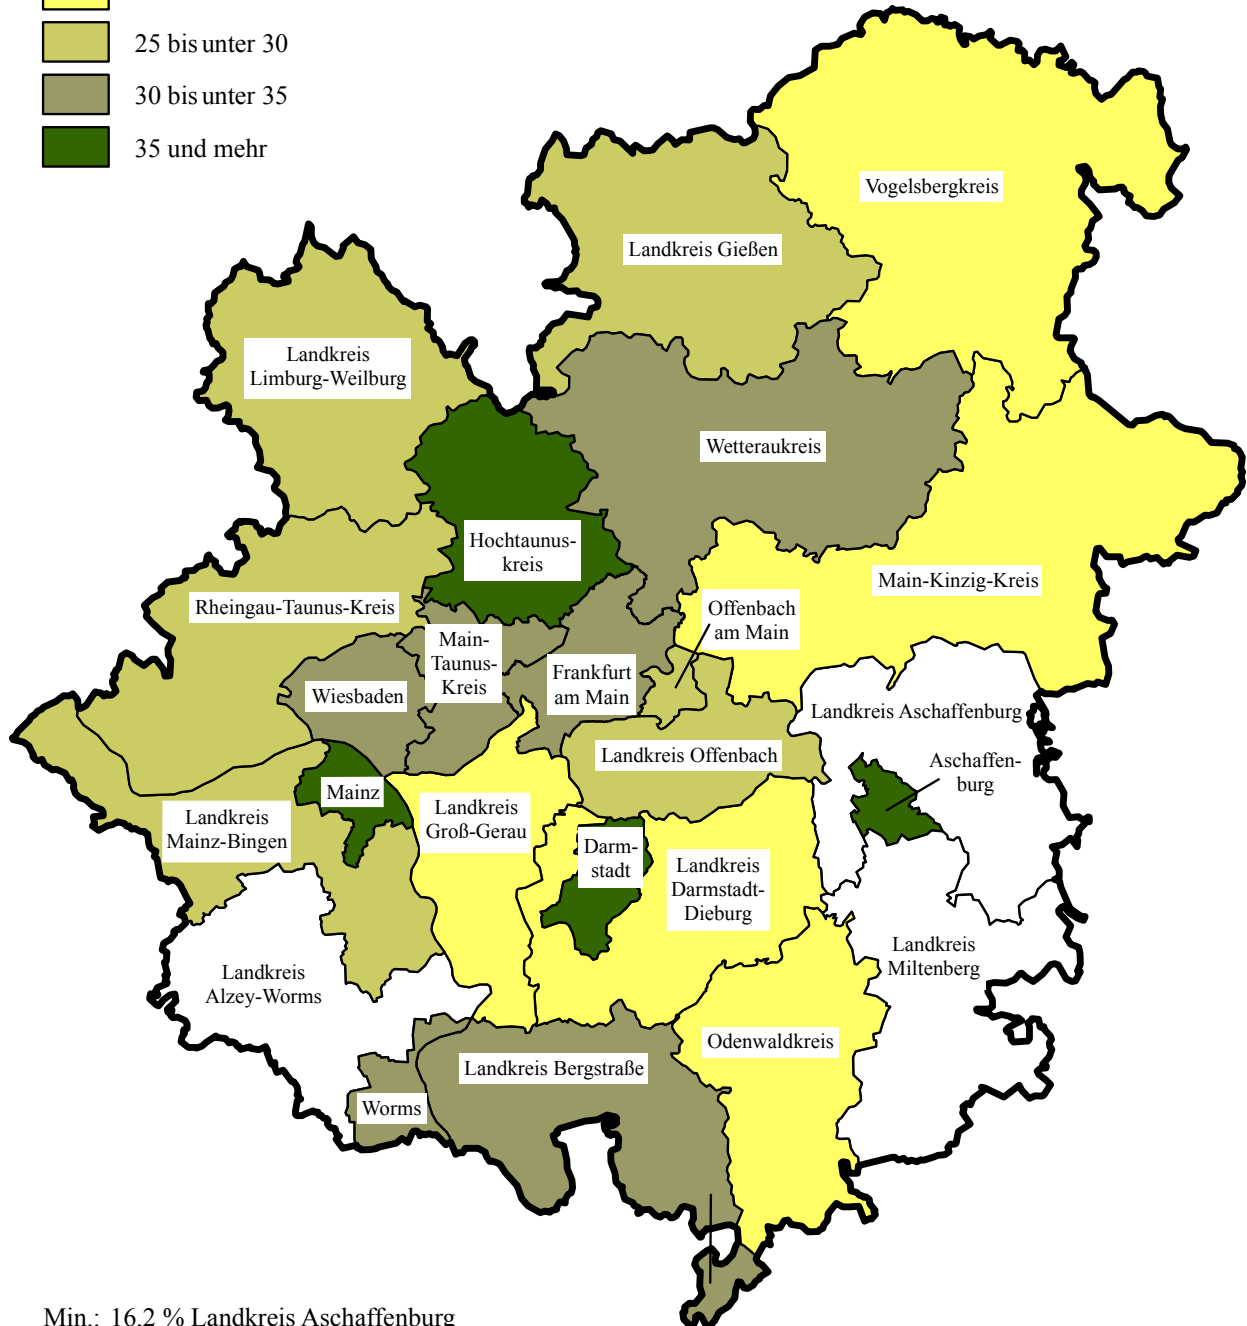 25 bis unter 30
30 bis unter 35
35 und mehr
Vogelsbergkreis
Landkreis Gießen
Landkreis
Limburg-Weilburg
Wetteraukreis
Hochtaunus-
kreis
Main-Kinzig-Kreis
Rheingau-Taunus-Kreis
Offenbach
am Main
Main-
Taunus-
Kreis
Frankfurt
am Main
Wiesbaden
Landkreis Aschaffenburg
Landkreis Offenbach
Aschaffen-
burg
Mainz
Landkreis
Mainz-Bingen
Landkreis
Groß-Gerau
Darm-
stadt
Landkreis
Darmstadt-
Dieburg
Landkreis
Miltenberg
Landkreis
Alzey-Worms
Odenwaldkreis
Landkreis Bergstraße
Worms
Min.: 16,2 % Landkreis Aschaffenburg